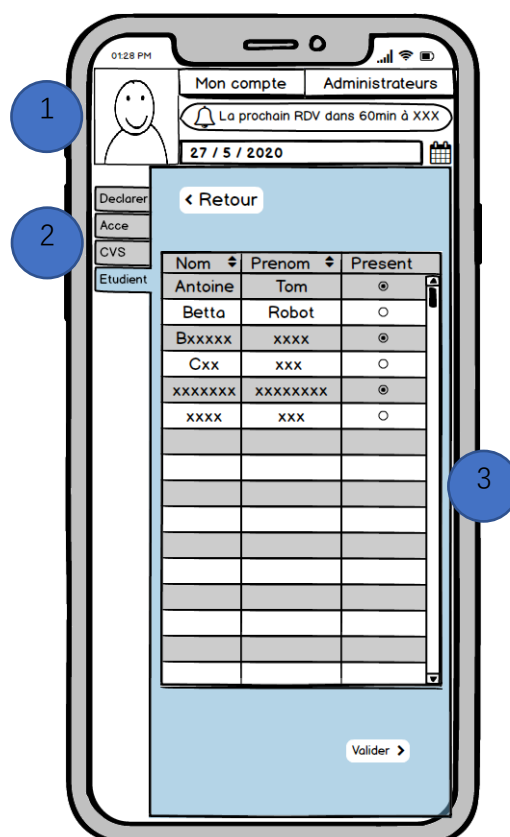 01:28 PM
Mon compte Administrateurs
1
La prochain RDV dans 60min à XXX
27 / 5 / 2020
Declarer
< Retour
Acce
2
CVS
Etudient
Nom Prenom Present
Antoine Tom
Betta Robot
Bxxxxx xxxx
Cxx xxx
xxxxxxx xxxxxxxx
xxxx xxx
3
Valider >